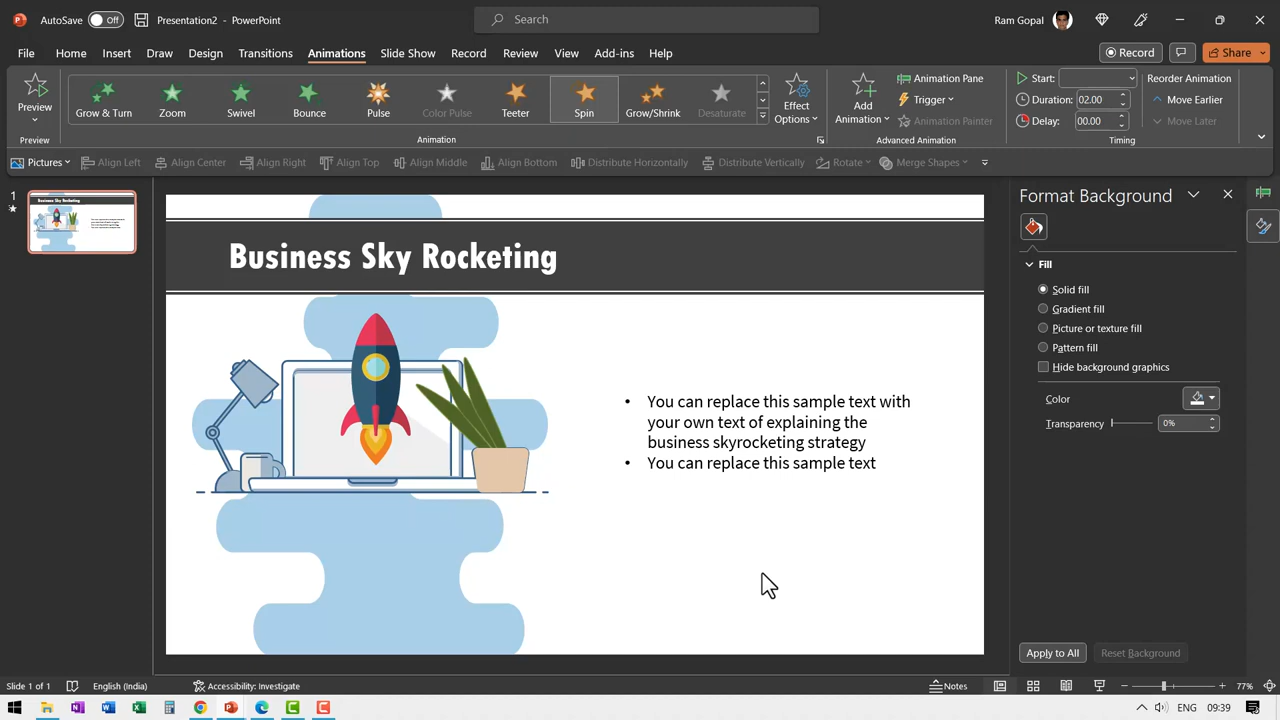 AutoSave Off Presentation2 - PowerPoint Search Ram Gopal
File Home Insert Draw Design Transitions Animations Slide Show Record Review View Add-ins Help Record Share
Preview
Preview
Grow & Turn Zoom Swivel Bounce Pulse Color Pulse Teeter Spin Grow/Shrink Desaturate
Animation
Effect
Options
Add
Animation
Animation Pane
Trigger
Animation Painter
Advanced Animation
Start:
Duration: 02.00
Delay: 00.00
Timing
Reorder Animation
Move Earlier
Move Later
Pictures Align Left Align Center Align Right Align Top Align Middle Align Bottom Distribute Horizontally Distribute Vertically Rotate Merge Shapes
1
Business Sky Rocketing
Business Sky Rocketing
• You can replace this sample text with
your own text of explaining the
business skyrocketing strategy
• You can replace this sample text
Format Background
Fill
Solid fill
Gradient fill
Picture or texture fill
Pattern fill
Hide background graphics
Color
Transparency 0%
Apply to All Reset Background
Slide 1 of 1 English (India) Accessibility: Investigate Notes 77%
ENG 09:39